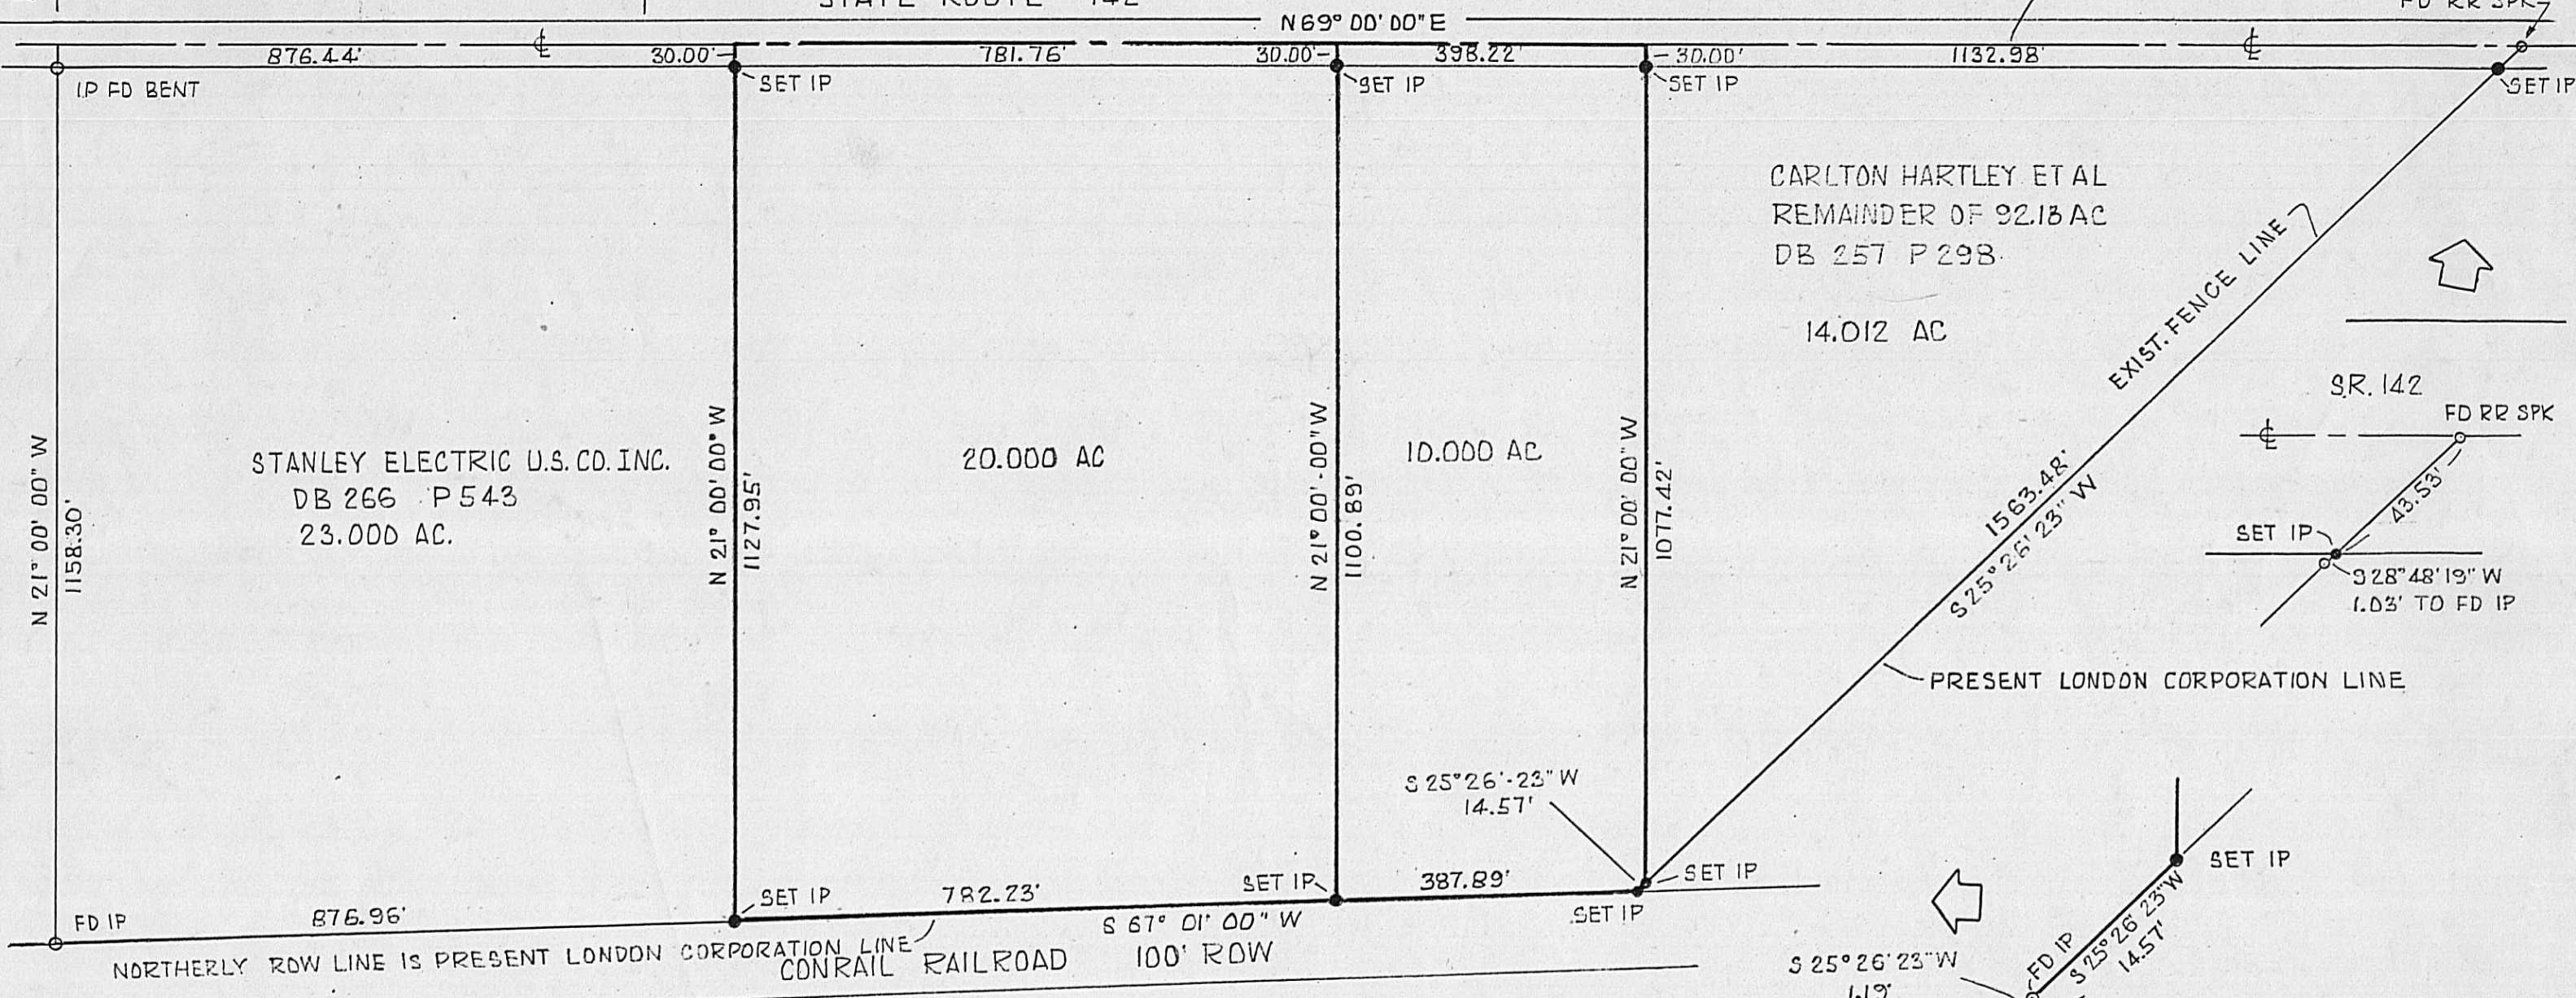 STATE ROUTE 142
N69° 00' 00" E
FD RR SPK
876.44'
℄
30.00'
781.76'
30.00'
398.22'
30.00'
1132.98'
℄
I.P FD BENT
SET IP
SET IP
SET IP
SET IP
CARLTON HARTLEY ET AL
REMAINDER OF 92.18 AC
DB 257 P 298
14.012 AC
EXIST. FENCE LINE
S.R. 142
FD RR SPK
℄
43.53'
SET IP
S 28° 48' 19" W
1.03' TO FD IP
N 21° 00' 00" W
1158.30'
STANLEY ELECTRIC U.S. CO. INC.
DB 266 P 543
23.000 AC.
N 21° 00' 00" W
1127.95'
20.000 AC
N 21° 00'-00" W
1100.89'
10.000 AC
N 21° 00' 00" W
1077.42'
1563.48'
S 25° 26' 23" W
PRESENT LONDON CORPORATION LINE
S 25° 26'-23" W
14.57'
FD IP
876.96'
SET IP
782.23'
SET IP
387.89'
SET IP
SET IP
S 67° 01' 00" W
NORTHERLY ROW LINE IS PRESENT LONDON CORPORATION LINE
CONRAIL RAILROAD 100' ROW
SET IP
FD IP
S 25° 26' 23" W
14.57'
S 25° 26' 23" W
1.19'